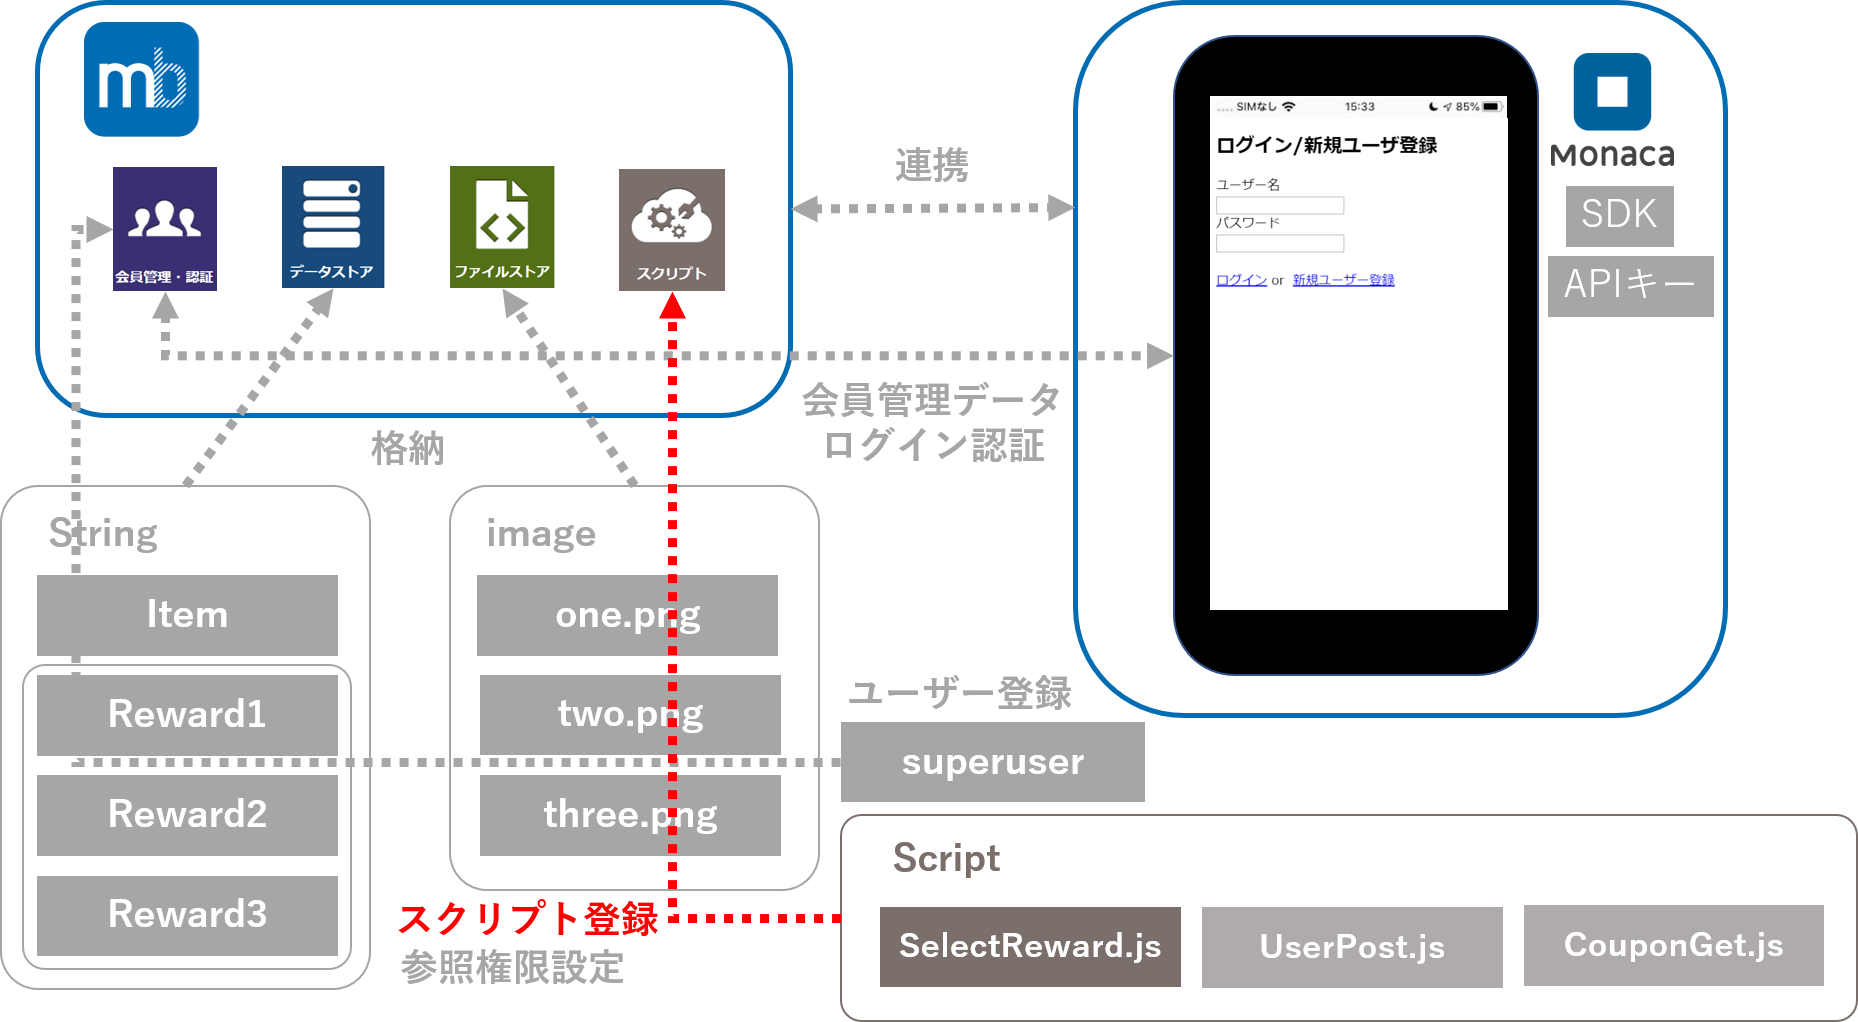 mb
会員管理・認証
データストア
ファイルストア
スクリプト
連携
SIMなし 15:33 85%
ログイン/新規ユーザ登録
ユーザー名
パスワード
ログイン or 新規ユーザー登録
Monaca
SDK
APIキー
会員管理データ
ログイン認証
格納
String
Item
Reward1
Reward2
Reward3
image
one.png
two.png
three.png
ユーザー登録
superuser
スクリプト登録
参照権限設定
Script
SelectReward.js
UserPost.js
CouponGet.js